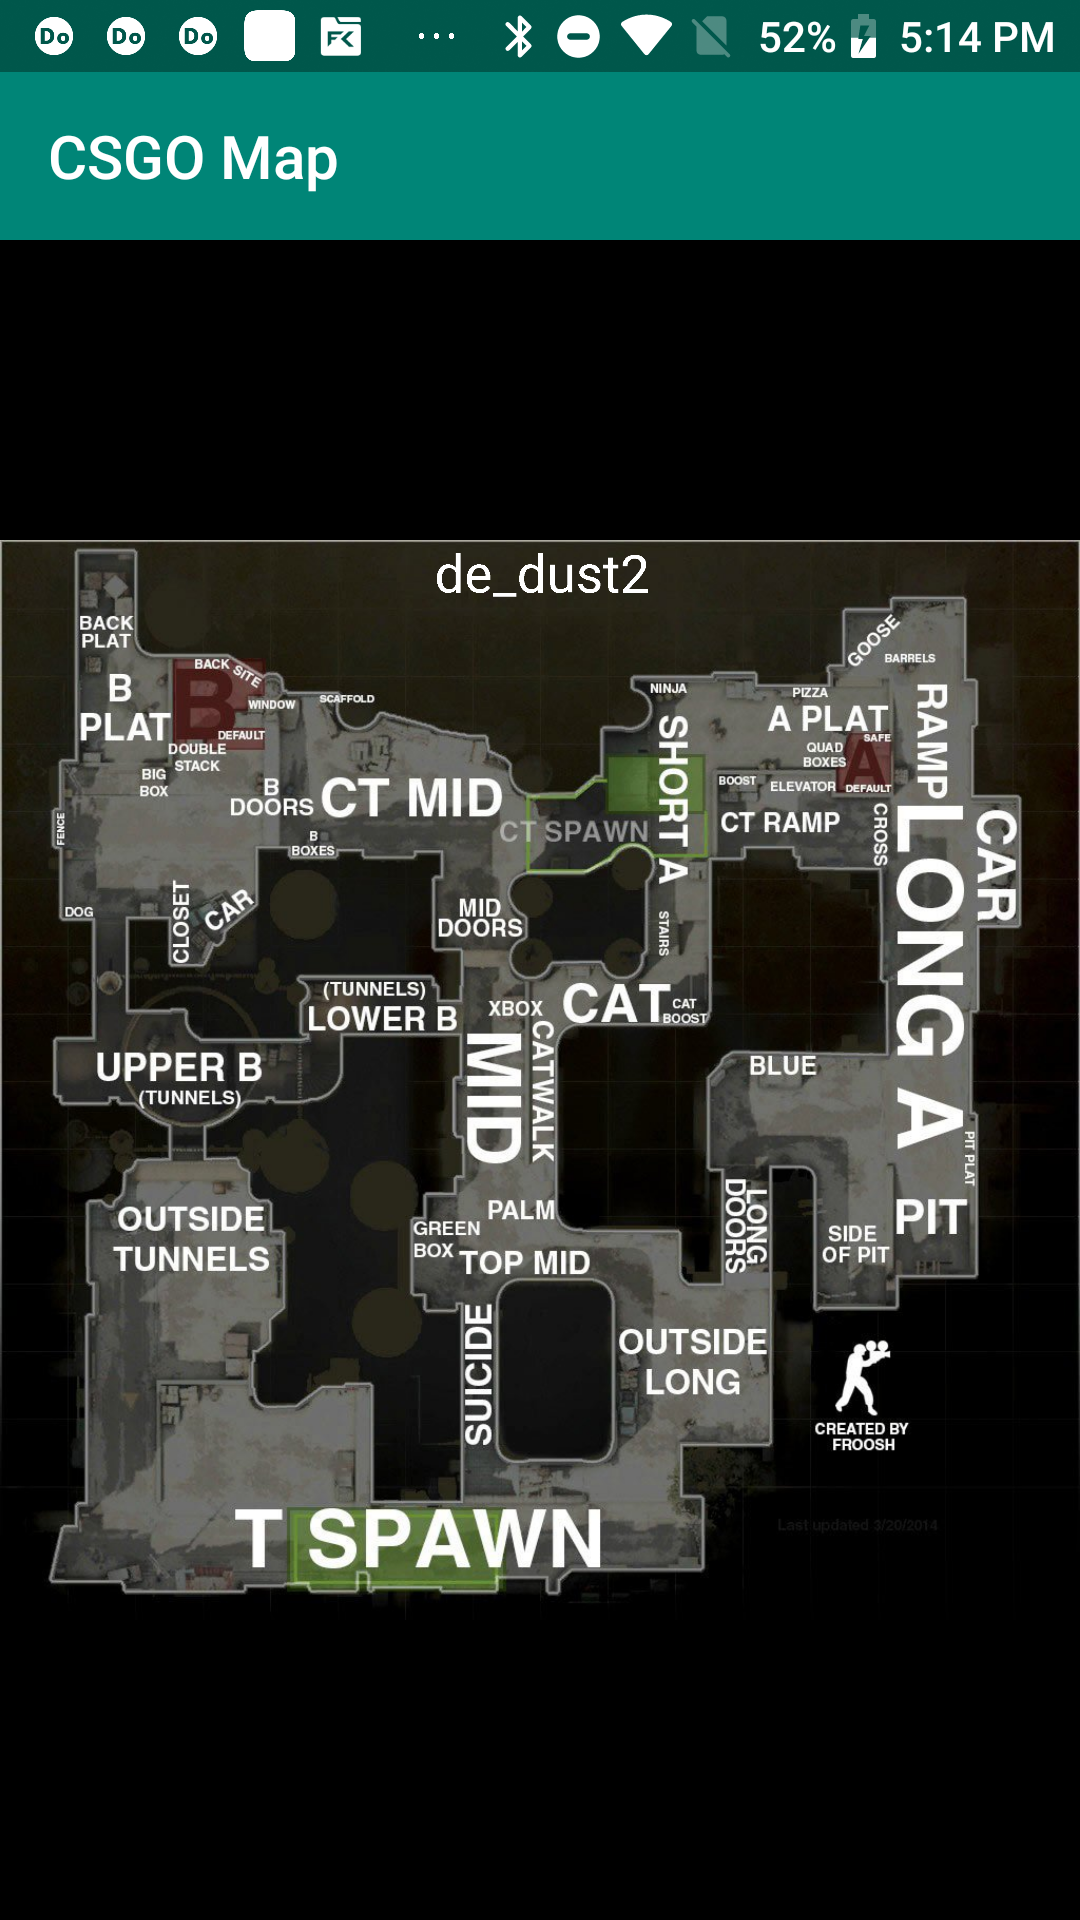 Do Do Do FK ... 52% 5:14 PM
CSGO Map
de_dust2
BACK
PLAT
B
PLAT
BACK SITE
B
WINDOW
DEFAULT
DOUBLE
STACK
BIG
BOX
SCAFFOLD
B
DOORS
CT MID
B
BOXES
FENCE
DOG
CLOSET
CAR
MID
DOORS
CT SPAWN
NINJA
SHORT A
STAIRS
GOOSE
BARRELS
PIZZA
A PLAT
SAFE
QUAD
BOXES
A
BOOST
ELEVATOR
DEFAULT
CT RAMP
CROSS
RAMP
LONG A
CAR
(TUNNELS)
LOWER B
XBOX
CAT
CAT
BOOST
MID
CATWALK
UPPER B
(TUNNELS)
BLUE
PIT PLAT
OUTSIDE
TUNNELS
PALM
GREEN
BOX
TOP MID
LONG
DOORS
SIDE
OF PIT
PIT
SUICIDE
OUTSIDE
LONG
CREATED BY
FROOSH
T SPAWN
Last updated 3/20/2014